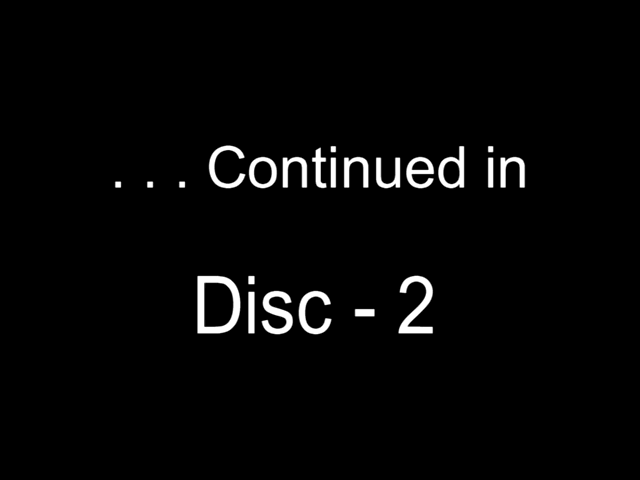 . . . Continued in
Disc - 2